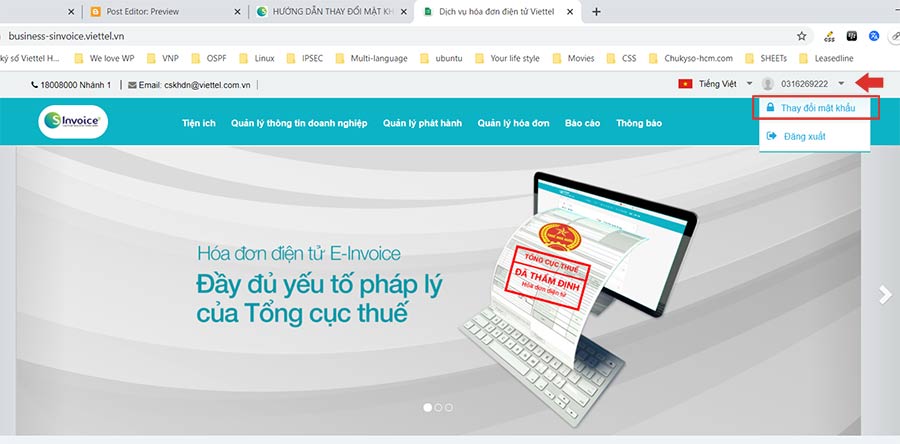 Post Editor: Preview
HƯỚNG DẪN THAY ĐỔI MẬT KH
Dịch vụ hóa đơn điện tử Viettel
business-sinvoice.viettel.vn
css
ký số Viettel H...
We love WP
VNP
OSPF
Linux
IPSEC
Multi-language
ubuntu
Your life style
Movies
CSS
Chukyso-hcm.com
SHEETs
Leasedline
18008000 Nhánh 1 | Email: cskhdn@viettel.com.vn |
Tiếng Việt
0316269222
SInvoice
Tiện ích
Quản lý thông tin doanh nghiệp
Quản lý phát hành
Quản lý hóa đơn
Báo cáo
Thông báo
Thay đổi mật khẩu
Đăng xuất
Hóa đơn điện tử E-Invoice
Đầy đủ yếu tố pháp lý
của Tổng cục thuế
THUẾ NHÀ NƯỚC
TỔNG CỤC THUẾ
ĐÃ THẨM ĐỊNH
Hóa đơn điện tử